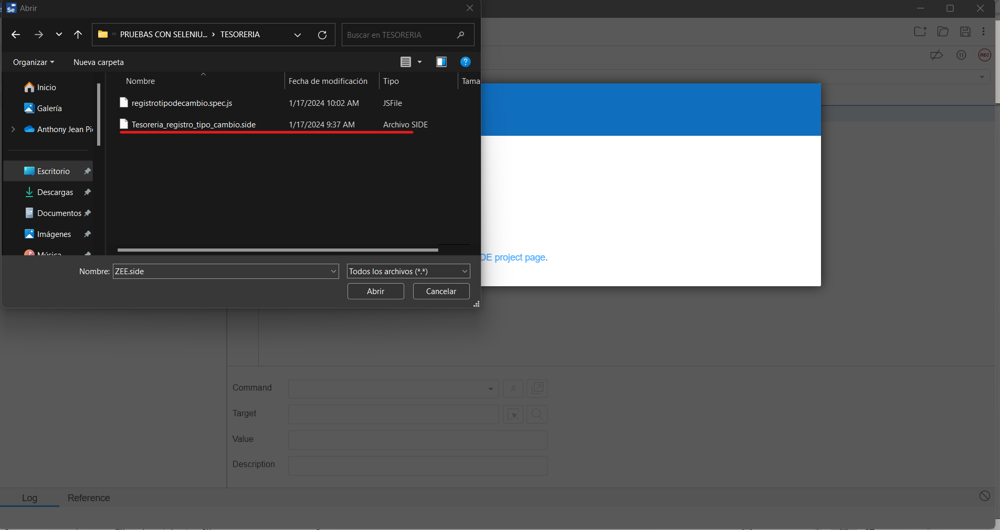 Se Abrir
PRUEBAS CON SELENIU... > TESORERIA
Buscar en TESORERIA
Organizar
Nueva carpeta
Nombre
Fecha de modificación
Tipo
Tama
Inicio
Galería
Anthony Jean Pi
Escritorio
Descargas
Documentos
Imágenes
Música
registrotipodecambio.spec.js
1/17/2024 10:02 AM
JSFile
Tesoreria_registro_tipo_cambio.side
1/17/2024 9:37 AM
Archivo SIDE
Nombre:
ZEE.side
Todos los archivos (*.*)
Abrir
Cancelar
REC
DE project page.
Command
//
Target
Value
Description
Log
Reference